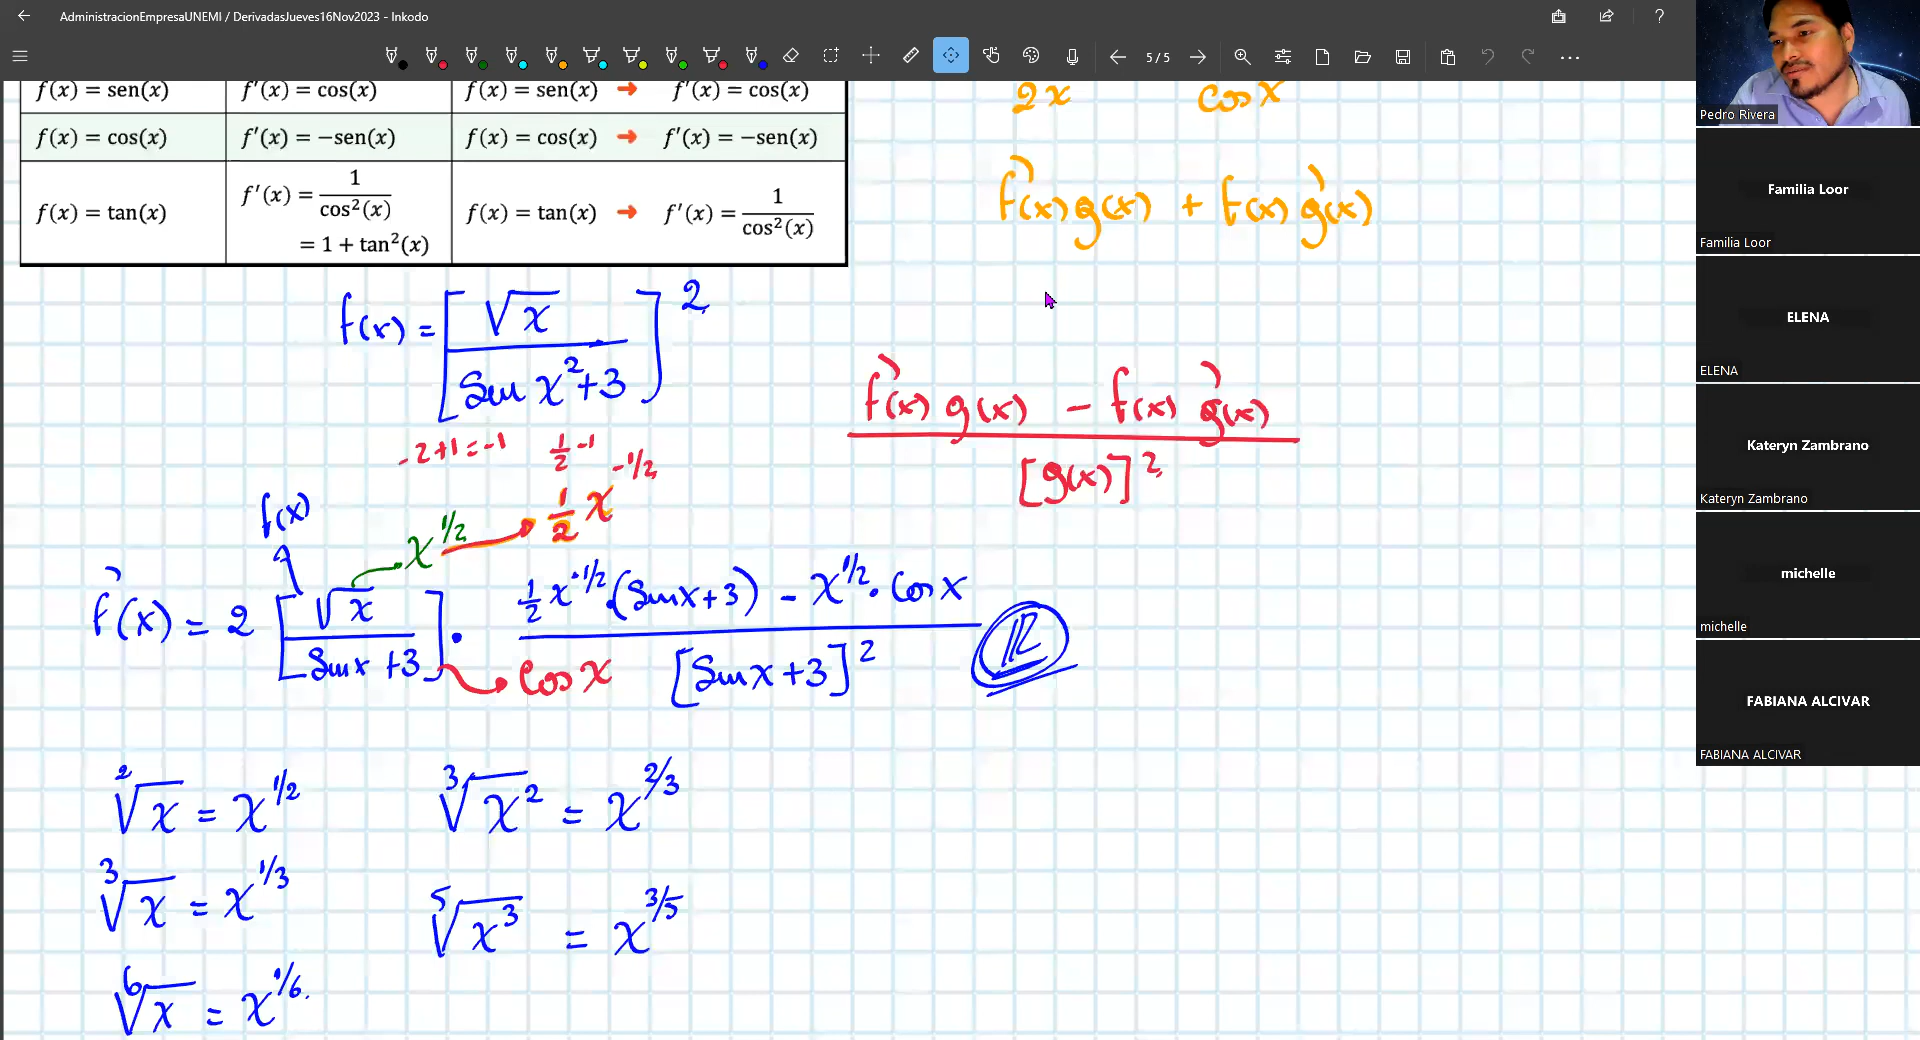 AdministracionEmpresaUNEMI / DerivadasJueves16Nov2023 - Inkodo
5/5
f(x) = sen(x) f'(x) = cos(x) f(x) = sen(x) ➜ f'(x) = cos(x)
f(x) = cos(x) f'(x) = −sen(x) f(x) = cos(x) ➜ f'(x) = −sen(x)
f(x) = tan(x) f'(x) = 1/cos²(x) = 1 + tan²(x) f(x) = tan(x) ➜ f'(x) = 1/cos²(x)
2x cos x
f'(x) g(x) + f(x) g'(x)
f(x) = [√x / Sen x²+3]²
f'(x) g(x) - f(x) g'(x)
[g(x)]²
-2+1=-1 1/2 -1
f(x)
x^1/2 → 1/2 x^-1/2
f'(x) = 2 [√x / Sen x +3] · (1/2 x^-1/2 · (Sen x+3) - x^1/2 · Cos x) / [Sen x +3]² R
Cos x
²√x = x^1/2 ³√x² = x^2/3
³√x = x^1/3 ⁵√x³ = x^3/5
⁶√x = x^1/6
Pedro Rivera
Familia Loor
Familia Loor
ELENA
ELENA
Kateryn Zambrano
Kateryn Zambrano
michelle
michelle
FABIANA ALCIVAR
FABIANA ALCIVAR